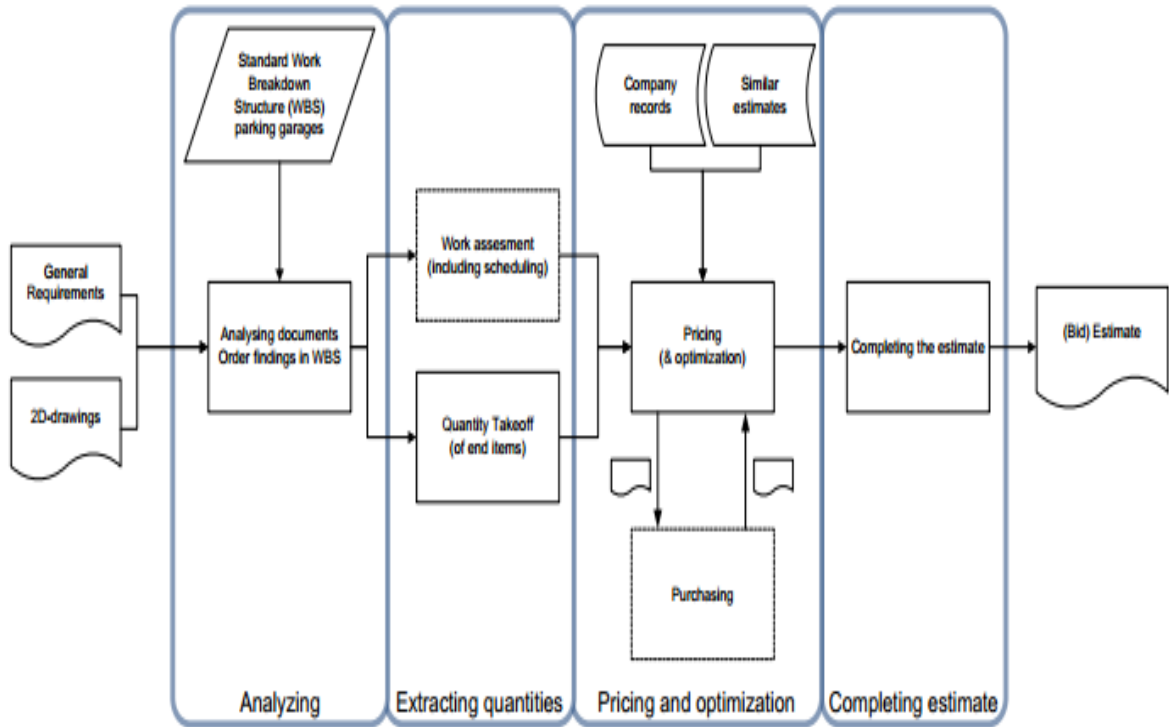 Standard Work
Breakdown
Structure (WBS)
parking garages
Company
records
Similar
estimates
General
Requirements
2D-drawings
Analysing documents
Order findings in WBS
Work assesment
(including scheduling)
Quantity Takeoff
(of end items)
Pricing
(& optimization)
Purchasing
Completing the estimate
(Bid) Estimate
Analyzing
Extracting quantities
Pricing and optimization
Completing estimate